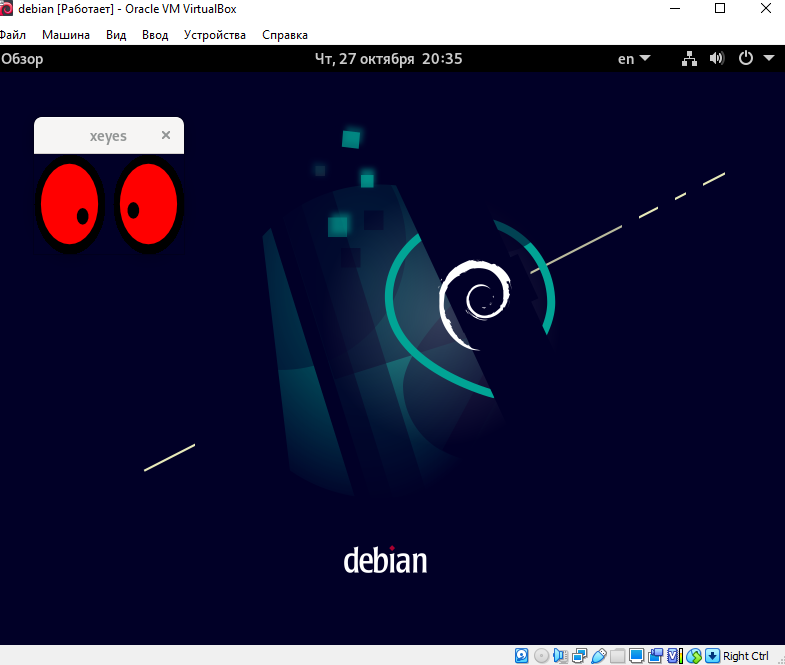 debian [Работает] - Oracle VM VirtualBox
Файл Машина Вид Ввод Устройства Справка
Обзор Чт, 27 октября 20:35 en
xeyes
debian
Right Ctrl